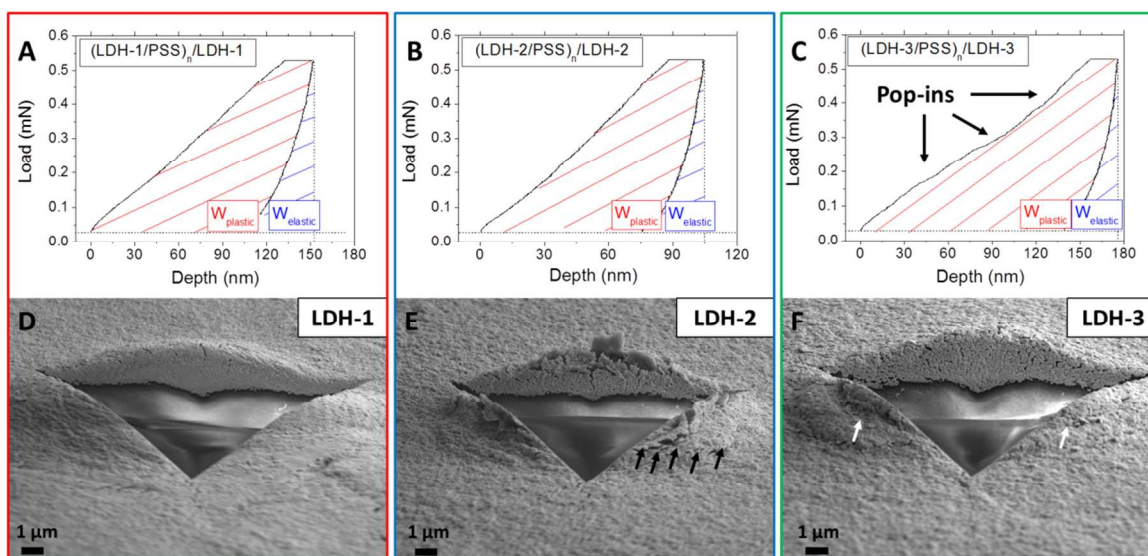 A
(LDH-1/PSS)n/LDH-1
Load (mN)
0.6
0.5
0.4
0.3
0.2
0.1
0.0
Wplastic
Welastic
0 30 60 90 120 150 180
Depth (nm)
B
(LDH-2/PSS)n/LDH-2
Load (mN)
0.6
0.5
0.4
0.3
0.2
0.1
0.0
Wplastic
Welastic
0 30 60 90 120
Depth (nm)
C
(LDH-3/PSS)n/LDH-3
Pop-ins
Load (mN)
0.6
0.5
0.4
0.3
0.2
0.1
0.0
Wplastic
Welastic
0 30 60 90 120 150 180
Depth (nm)
D
LDH-1
1 µm
E
LDH-2
1 µm
F
LDH-3
1 µm